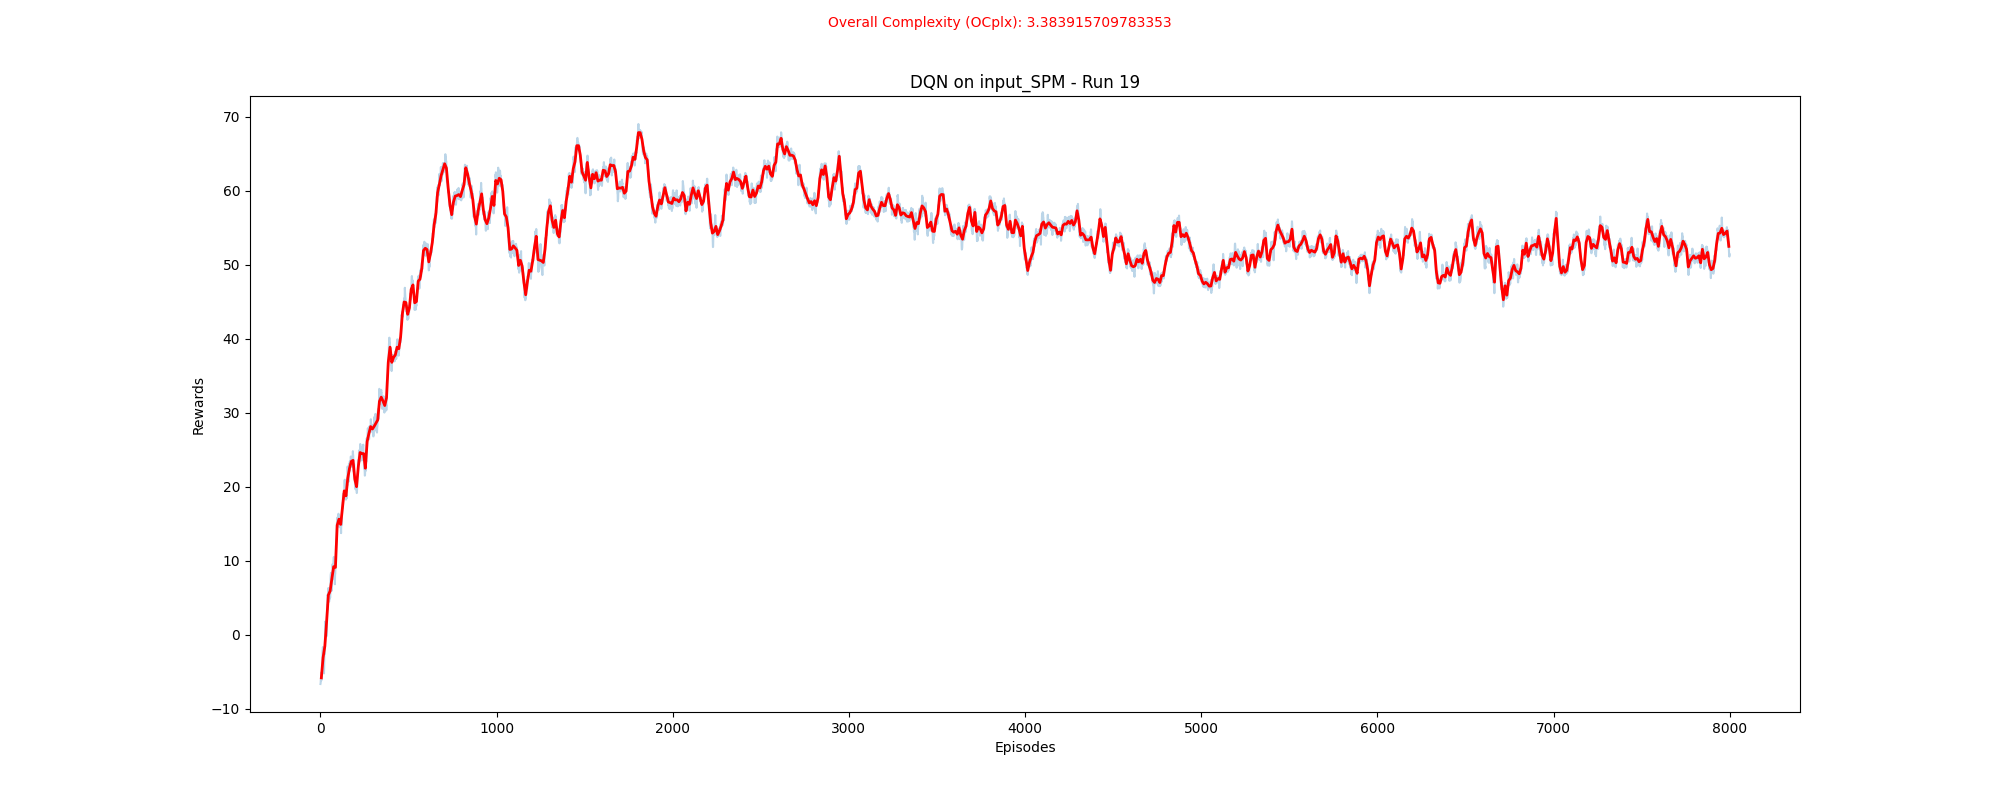 Overall Complexity (OCplx): 3.383915709783353
DQN on input_SPM - Run 19
70
60
50
40
30
20
10
0
−10
Rewards
0 1000 2000 3000 4000 5000 6000 7000 8000
Episodes